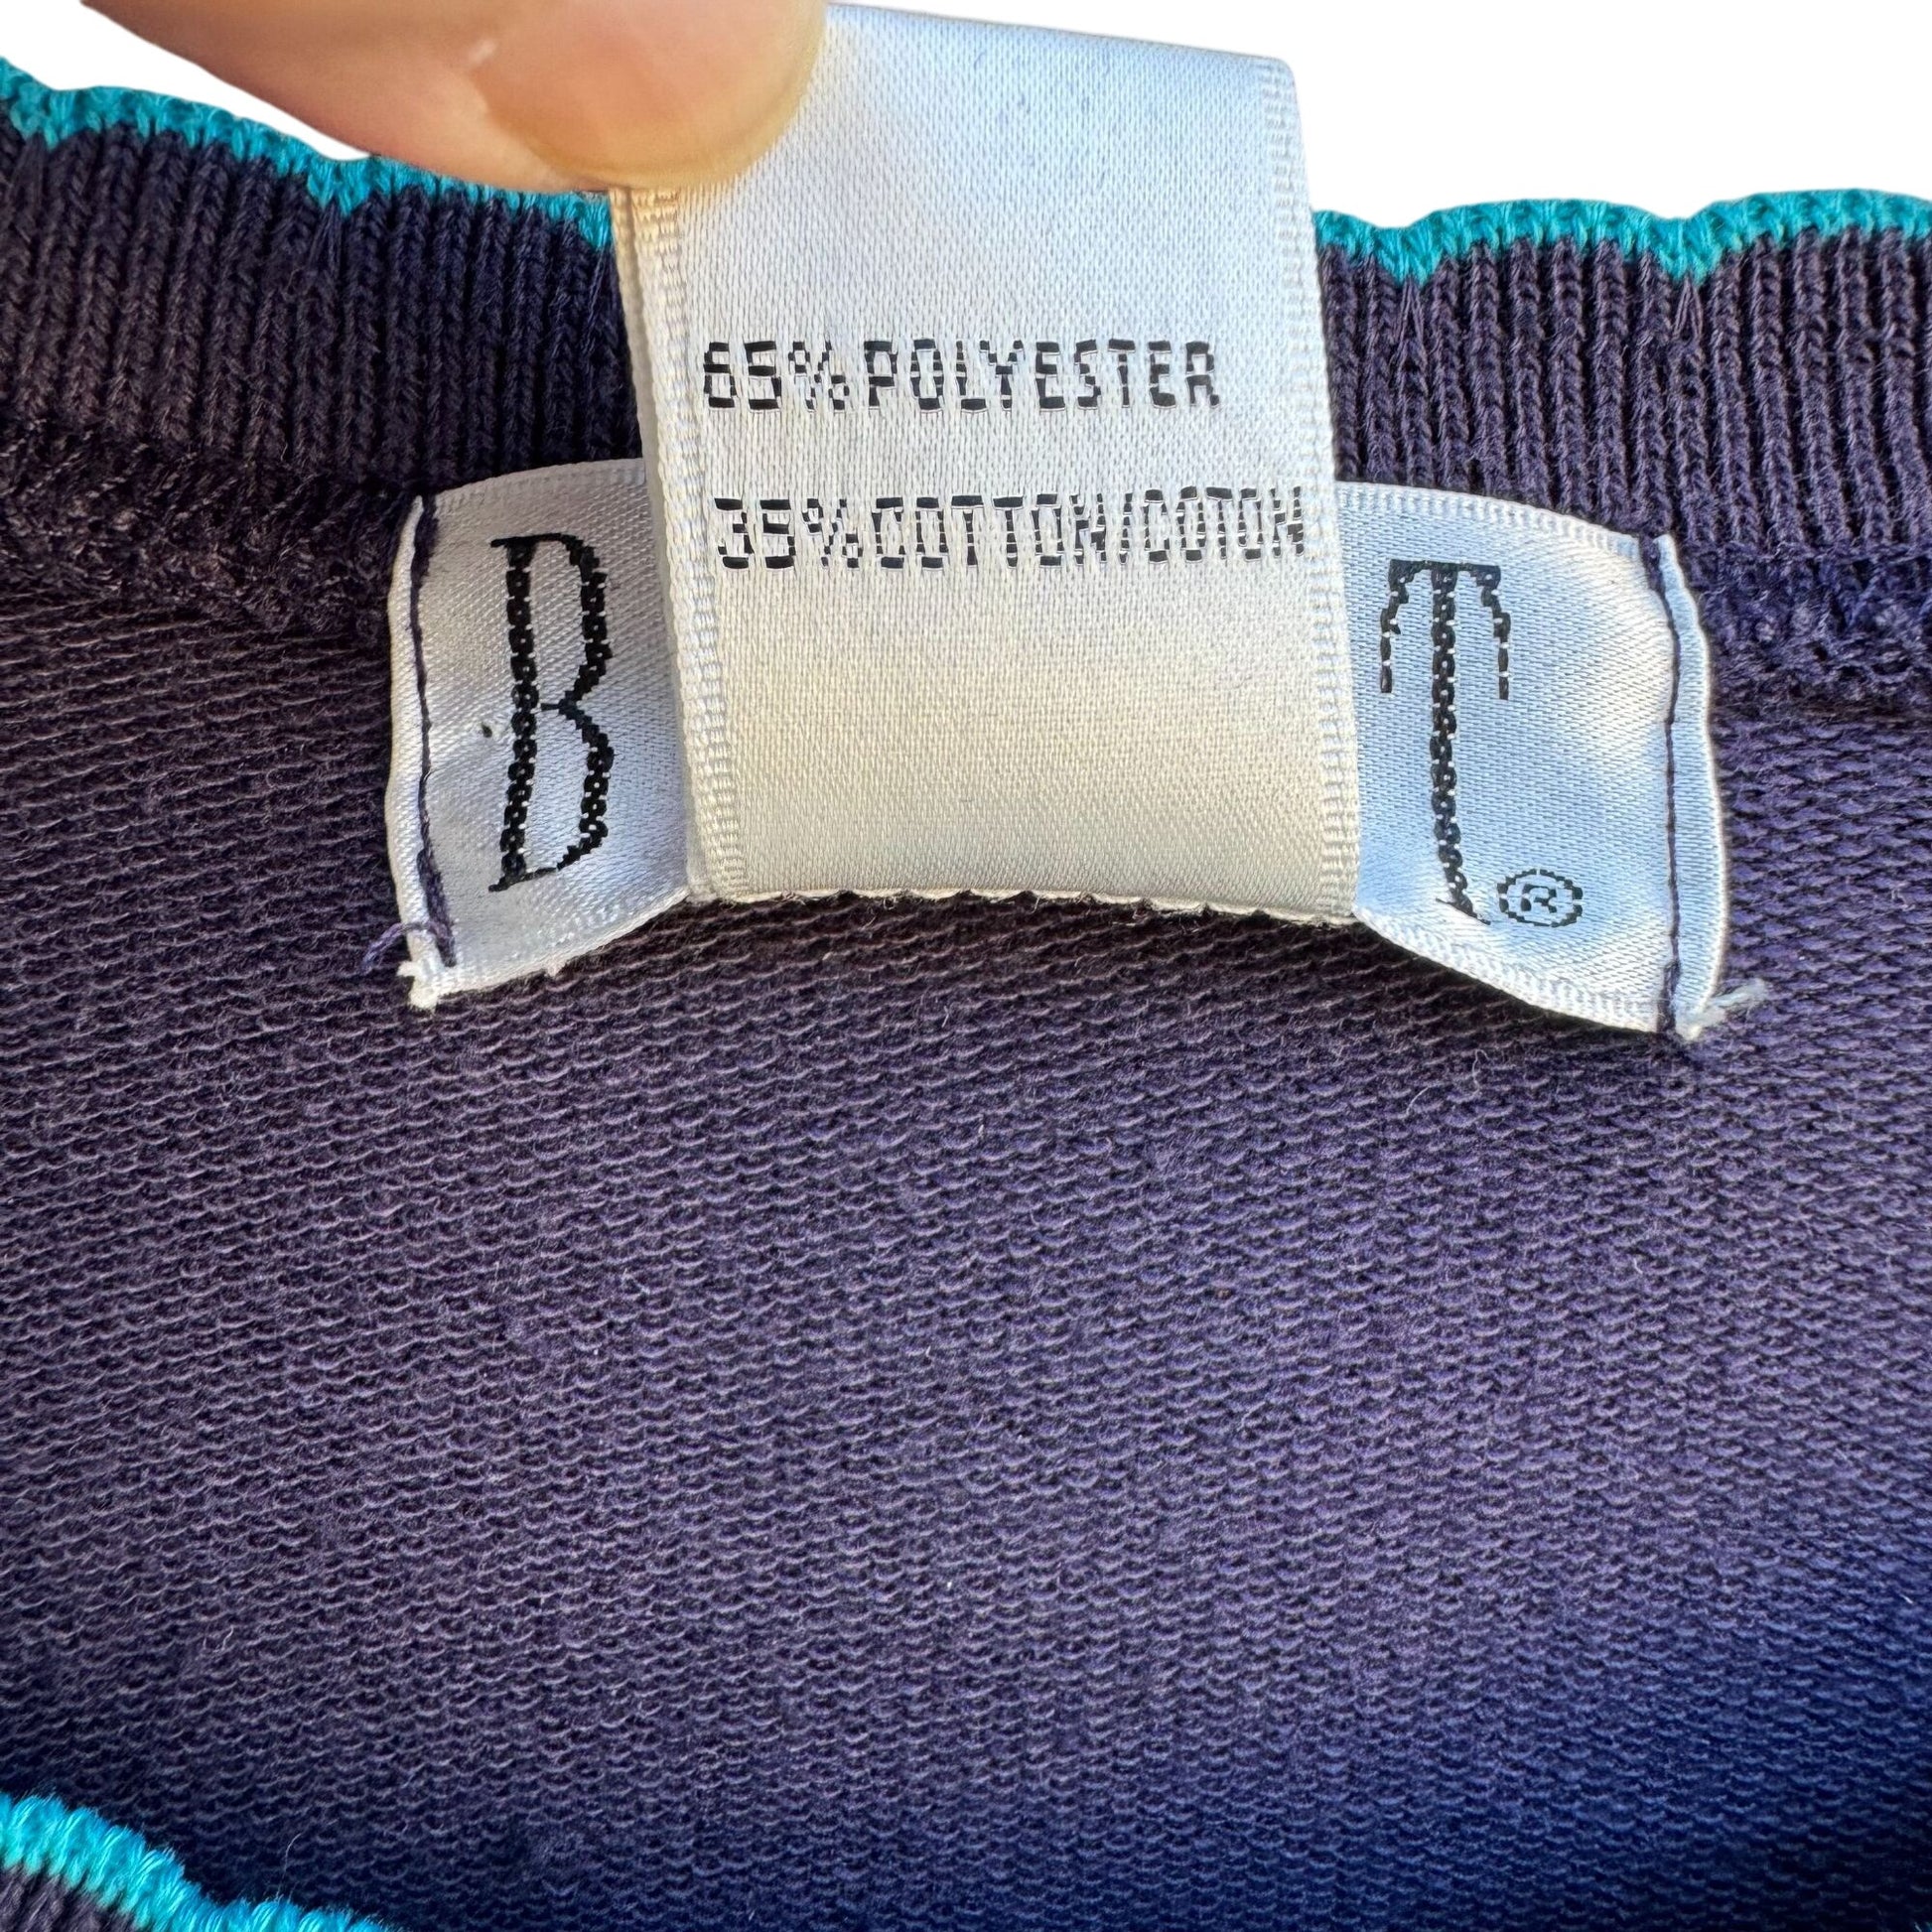 65% POLYESTER
35% COTTON/COTON
B T®